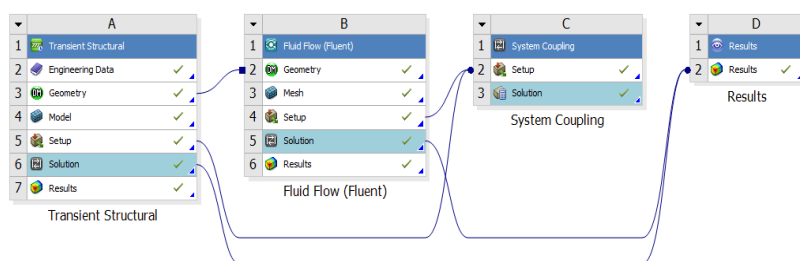 A
1 Transient Structural
2 Engineering Data
3 Geometry
4 Model
5 Setup
6 Solution
7 Results
Transient Structural
B
1 Fluid Flow (Fluent)
2 Geometry
3 Mesh
4 Setup
5 Solution
6 Results
Fluid Flow (Fluent)
C
1 System Coupling
2 Setup
3 Solution
System Coupling
D
1 Results
2 Results
Results